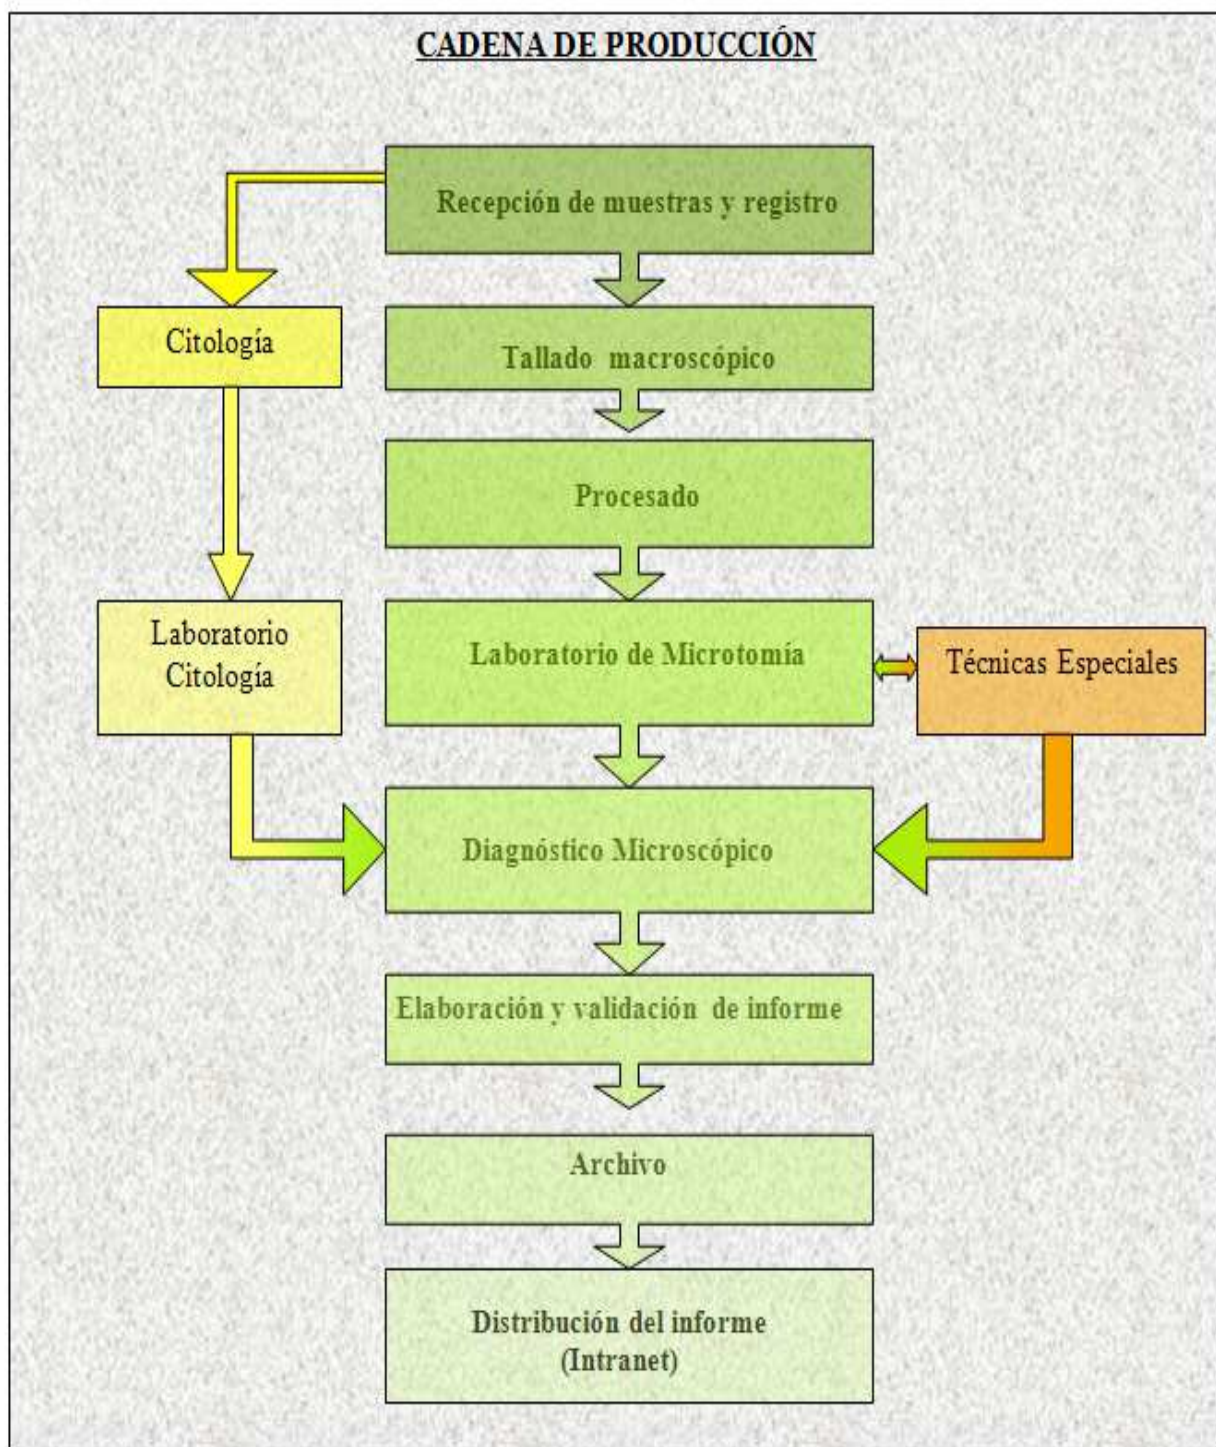 CADENA DE PRODUCCIÓN
Recepción de muestras y registro
Citología
Tallado macroscópico
Procesado
Laboratorio
Citología
Laboratorio de Microtomía
Técnicas Especiales
Diagnóstico Microscópico
Elaboración y validación de informe
Archivo
Distribución del informe
(Intranet)